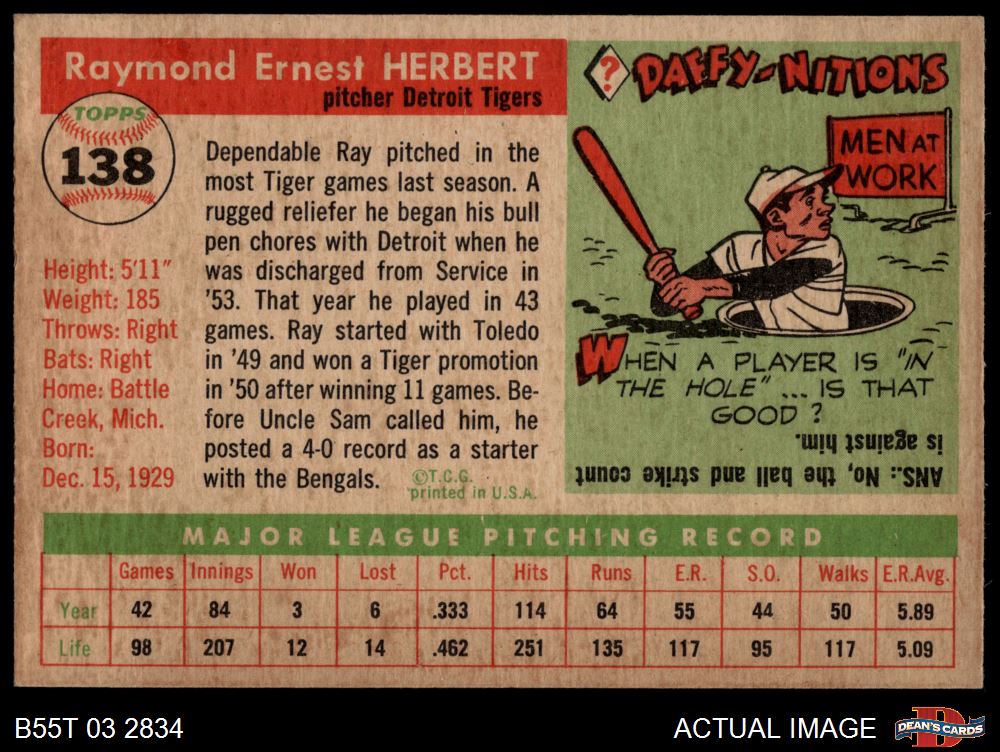 Raymond Ernest HERBERT
pitcher Detroit Tigers
TOPPS
138
Height: 5'11"
Weight: 185
Throws: Right
Bats: Right
Home: Battle
Creek, Mich.
Born:
Dec. 15, 1929
Dependable Ray pitched in the
most Tiger games last season. A
rugged reliefer he began his bull
pen chores with Detroit when he
was discharged from Service in
'53. That year he played in 43
games. Ray started with Toledo
in '49 and won a Tiger promotion
in '50 after winning 11 games. Be-
fore Uncle Sam called him, he
posted a 4-0 record as a starter
with the Bengals.
©T.C.G.
printed in U.S.A.
? DAFFY-NITIONS
MEN AT
WORK
WHEN A PLAYER IS "IN
THE HOLE" ... IS THAT
GOOD ?
ANS.: No, the ball and strike count
is against him.
MAJOR LEAGUE PITCHING RECORD
Games Innings Won Lost Pct. Hits Runs E.R. S.O. Walks E.R.Avg.
Year 42 84 3 6 .333 114 64 55 44 50 5.89
Life 98 207 12 14 .462 251 135 117 95 117 5.09
B55T 03 2834
ACTUAL IMAGE
DEAN'S CARDS